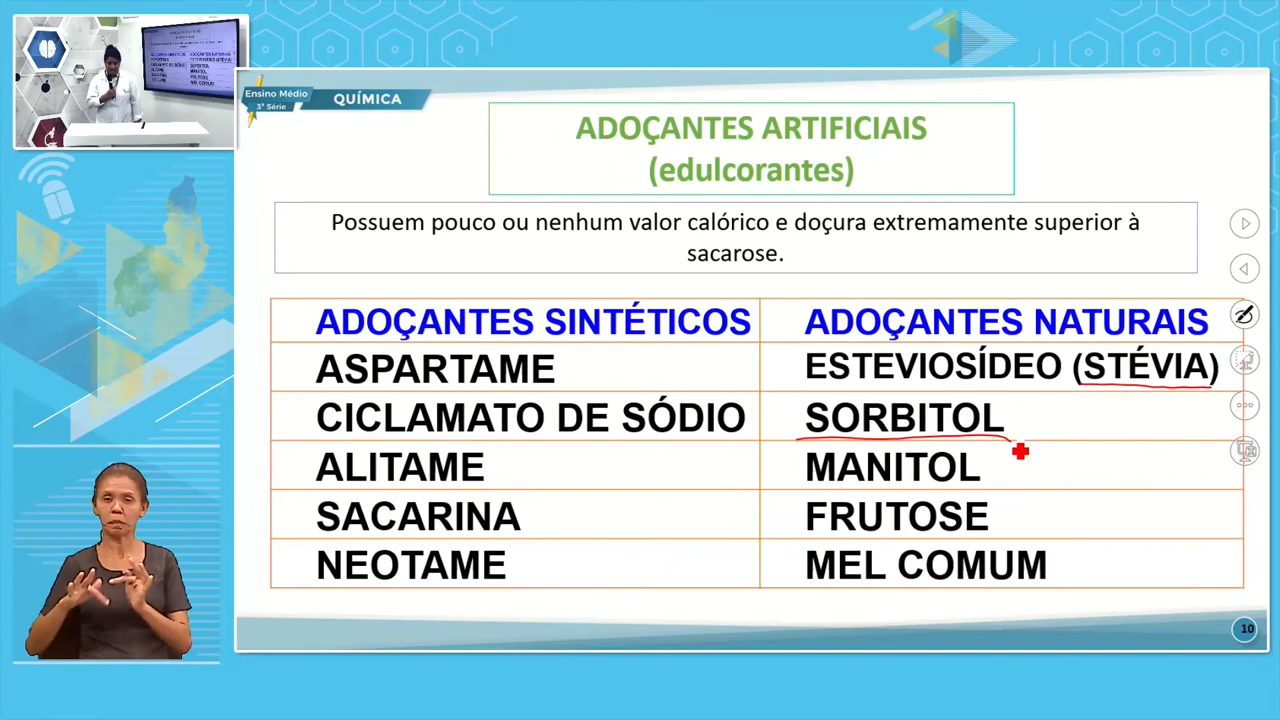 Ensino Médio
3ª Série
QUÍMICA
ADOÇANTES ARTIFICIAIS
(edulcorantes)
Possuem pouco ou nenhum valor calórico e doçura extremamente superior à
sacarose.
ADOÇANTES SINTÉTICOS ADOÇANTES NATURAIS
ASPARTAME ESTEVIOSÍDEO (STÉVIA)
CICLAMATO DE SÓDIO SORBITOL
ALITAME MANITOL
SACARINA FRUTOSE
NEOTAME MEL COMUM
10